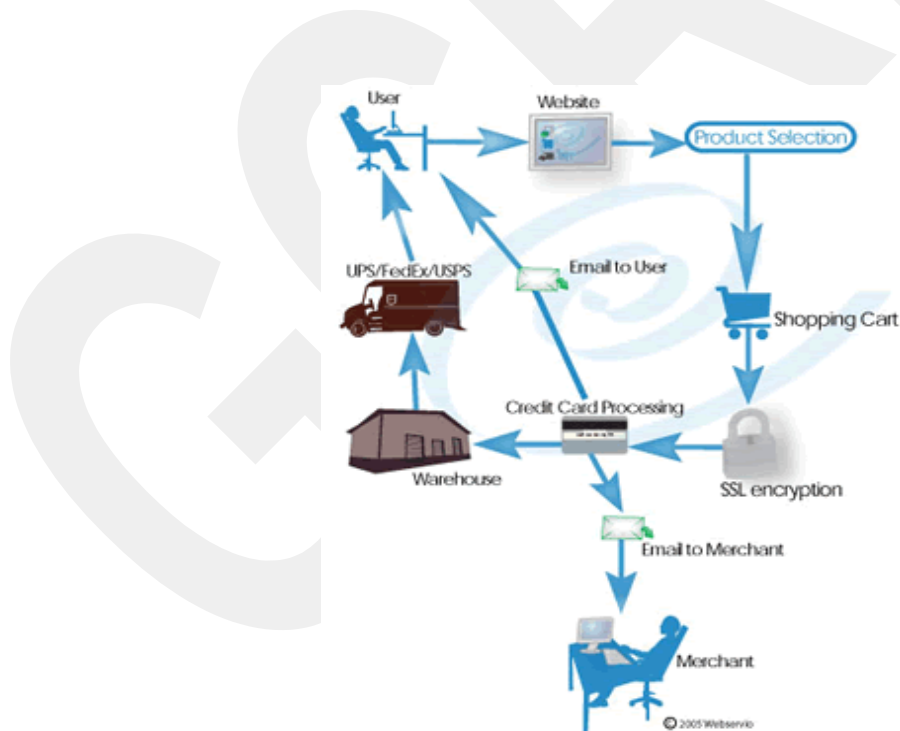 User
Website
Product Selection
UPS/FedEx/USPS
Email to User
Shopping Cart
Credit Card Processing
Warehouse
SSL encryption
Email to Merchant
Merchant
© 2005 Webservio